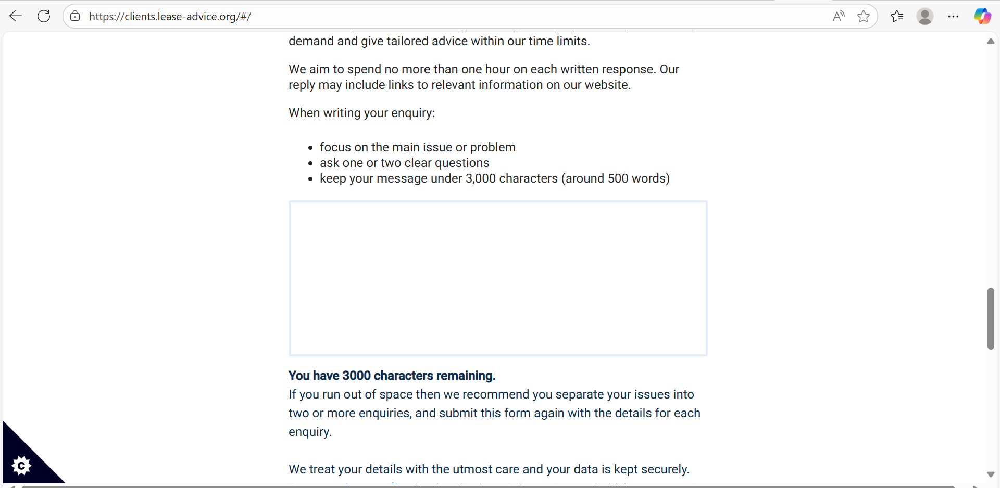 https://clients.lease-advice.org/#/
demand and give tailored advice within our time limits.
We aim to spend no more than one hour on each written response. Our
reply may include links to relevant information on our website.
When writing your enquiry:
• focus on the main issue or problem
• ask one or two clear questions
• keep your message under 3,000 characters (around 500 words)
You have 3000 characters remaining.
If you run out of space then we recommend you separate your issues into
two or more enquiries, and submit this form again with the details for each
enquiry.
We treat your details with the utmost care and your data is kept securely.
C